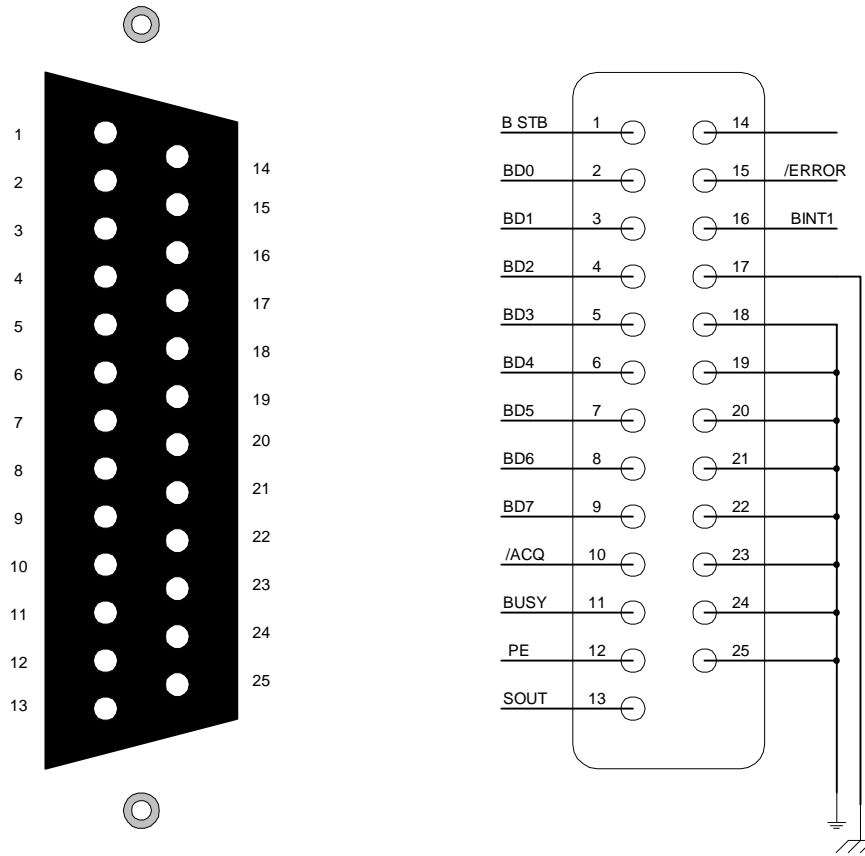 1
2
3
4
5
6
7
8
9
10
11
12
13
14
15
16
17
18
19
20
21
22
23
24
25
B STB 1 14
BD0 2 15 /ERROR
BD1 3 16 BINT1
BD2 4 17
BD3 5 18
BD4 6 19
BD5 7 20
BD6 8 21
BD7 9 22
/ACQ 10 23
BUSY 11 24
PE 12 25
SOUT 13